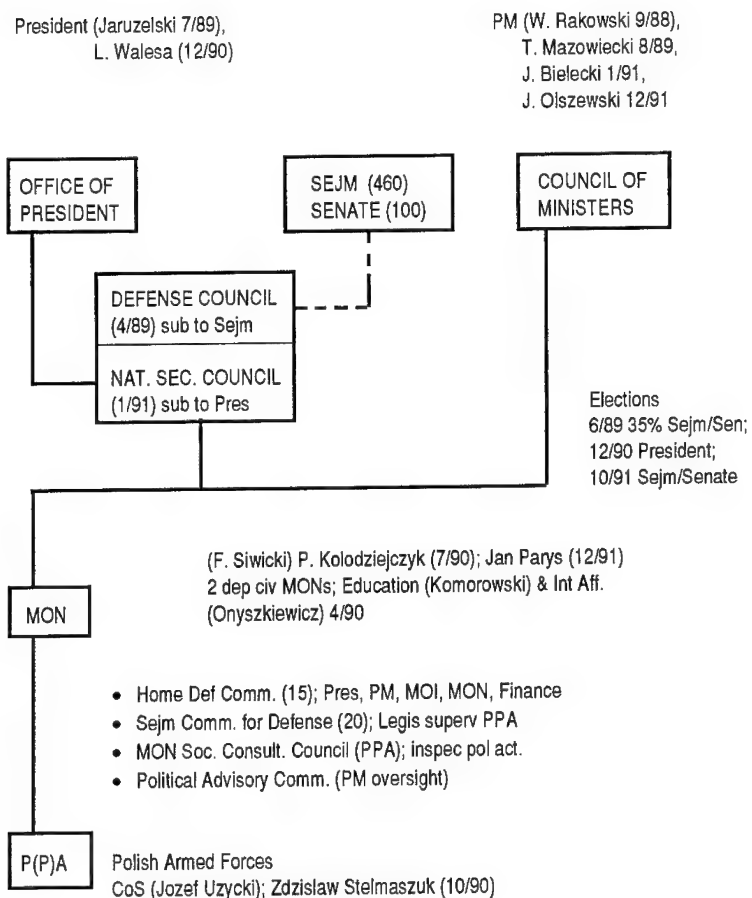 President (Jaruzelski 7/89),
L. Walesa (12/90)
PM (W. Rakowski 9/88),
T. Mazowiecki 8/89,
J. Bielecki 1/91,
J. Olszewski 12/91
OFFICE OF
PRESIDENT
SEJM (460)
SENATE (100)
COUNCIL OF
MINISTERS
DEFENSE COUNCIL
(4/89) sub to Sejm
NAT. SEC. COUNCIL
(1/91) sub to Pres
Elections
6/89 35% Sejm/Sen;
12/90 President;
10/91 Sejm/Senate
(F. Siwicki) P. Kolodziejczyk (7/90); Jan Parys (12/91)
2 dep civ MONs; Education (Komorowski) & Int Aff.
(Onyszkiewicz) 4/90
MON
• Home Def Comm. (15); Pres, PM, MOI, MON, Finance
• Sejm Comm. for Defense (20); Legis superv PPA
• MON Soc. Consult. Council (PPA); inspec pol act.
• Political Advisory Comm. (PM oversight)
P(P)A
Polish Armed Forces
CoS (Jozef Uzycki); Zdzislaw Stelmaszuk (10/90)